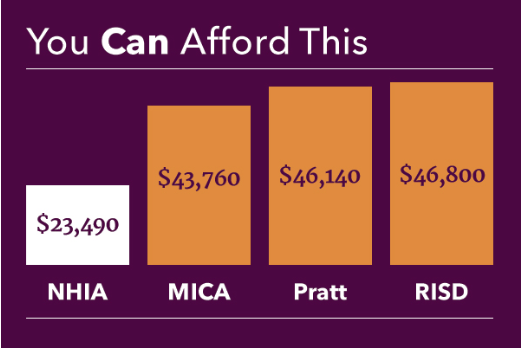 You Can Afford This
$23,490
$43,760
$46,140
$46,800
NHIA
MICA
Pratt
RISD